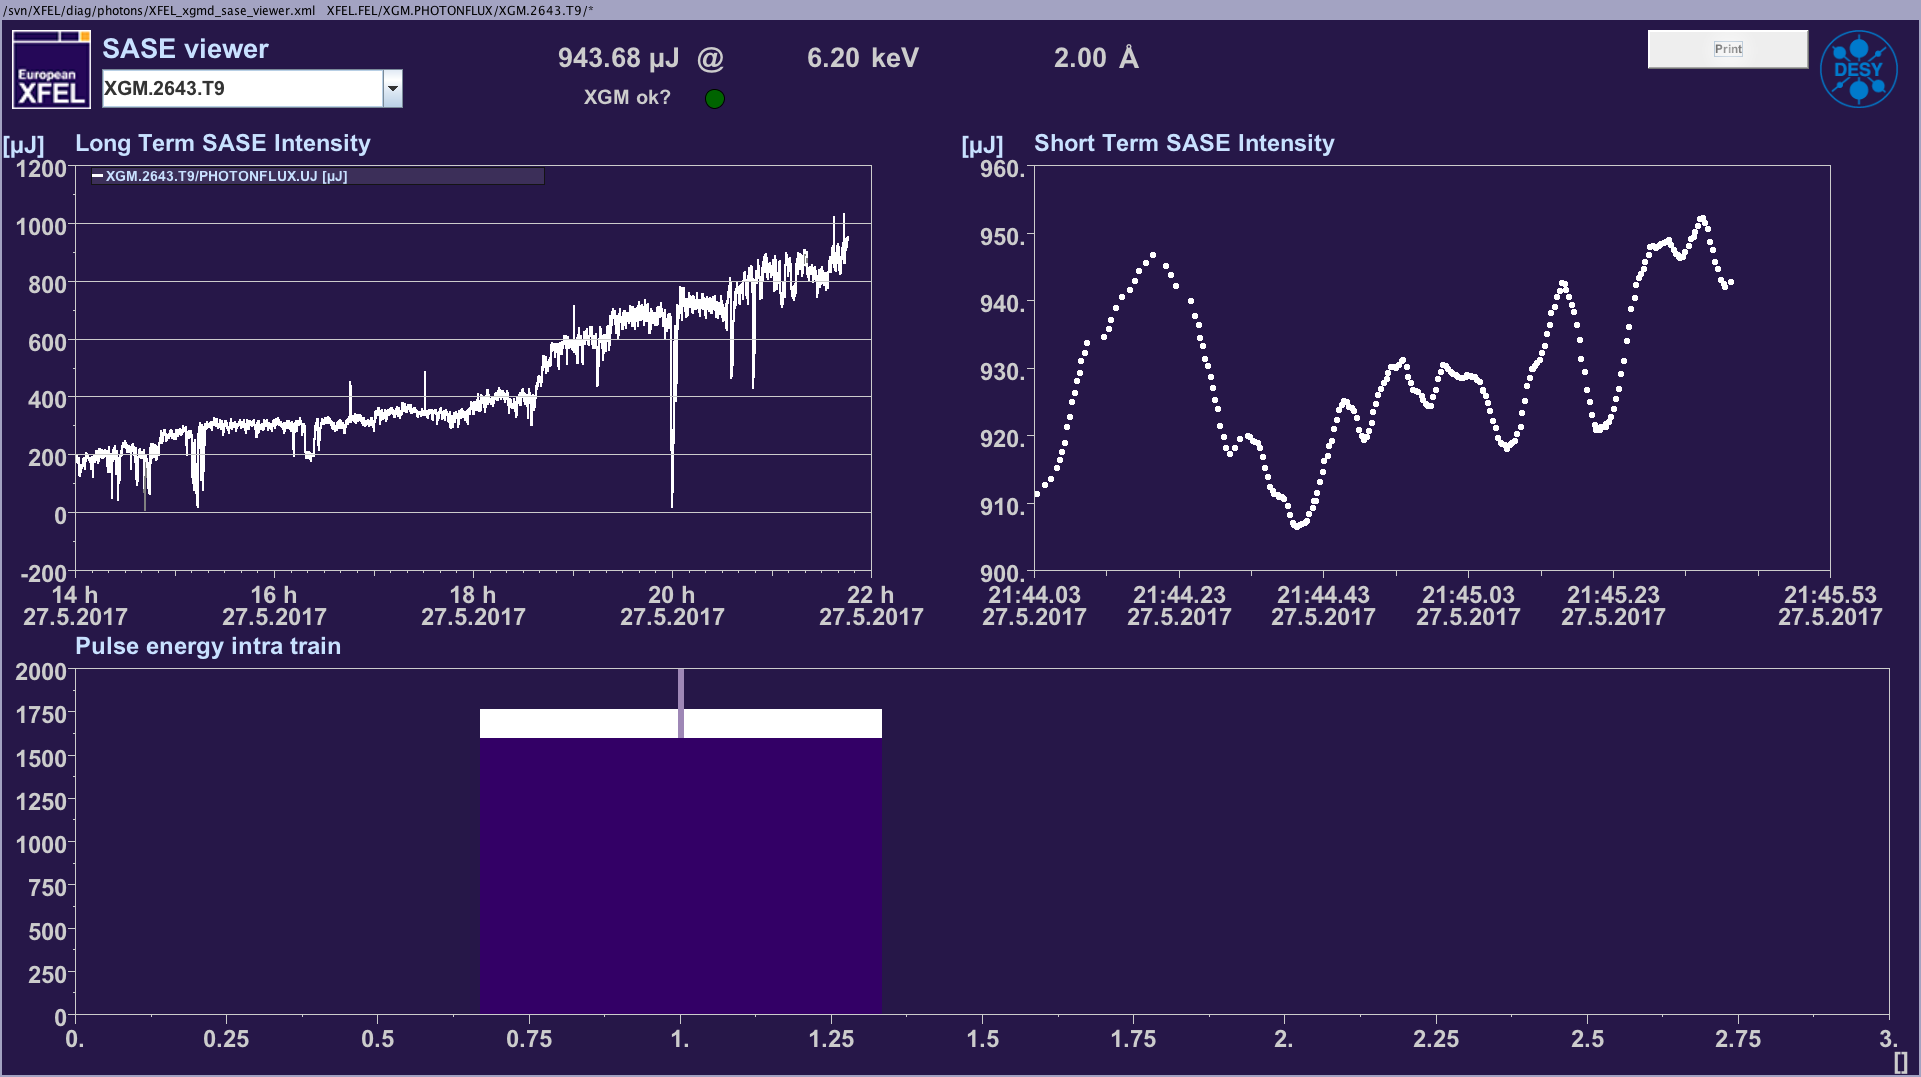 /svn/XFEL/diag/photons/XFEL_xgmd_sase_viewer.xml XFEL.FEL/XGM.PHOTONFLUX/XGM.2643.T9/*
European
XFEL
SASE viewer
XGM.2643.T9
943.68 µJ @ 6.20 keV 2.00 Å
XGM ok?
Print
DESY
[µJ] Long Term SASE Intensity
XGM.2643.T9/PHOTONFLUX.UJ [µJ]
1200
1000
800
600
400
200
0
-200
14 h 16 h 18 h 20 h 22 h
27.5.2017 27.5.2017 27.5.2017 27.5.2017 27.5.2017
[µJ] Short Term SASE Intensity
960.
950.
940.
930.
920.
910.
900.
21:44.03 21:44.23 21:44.43 21:45.03 21:45.23 21:45.53
27.5.2017 27.5.2017 27.5.2017 27.5.2017 27.5.2017 27.5.2017
Pulse energy intra train
2000
1750
1500
1250
1000
750
500
250
0
0. 0.25 0.5 0.75 1. 1.25 1.5 1.75 2. 2.25 2.5 2.75 3.
[]